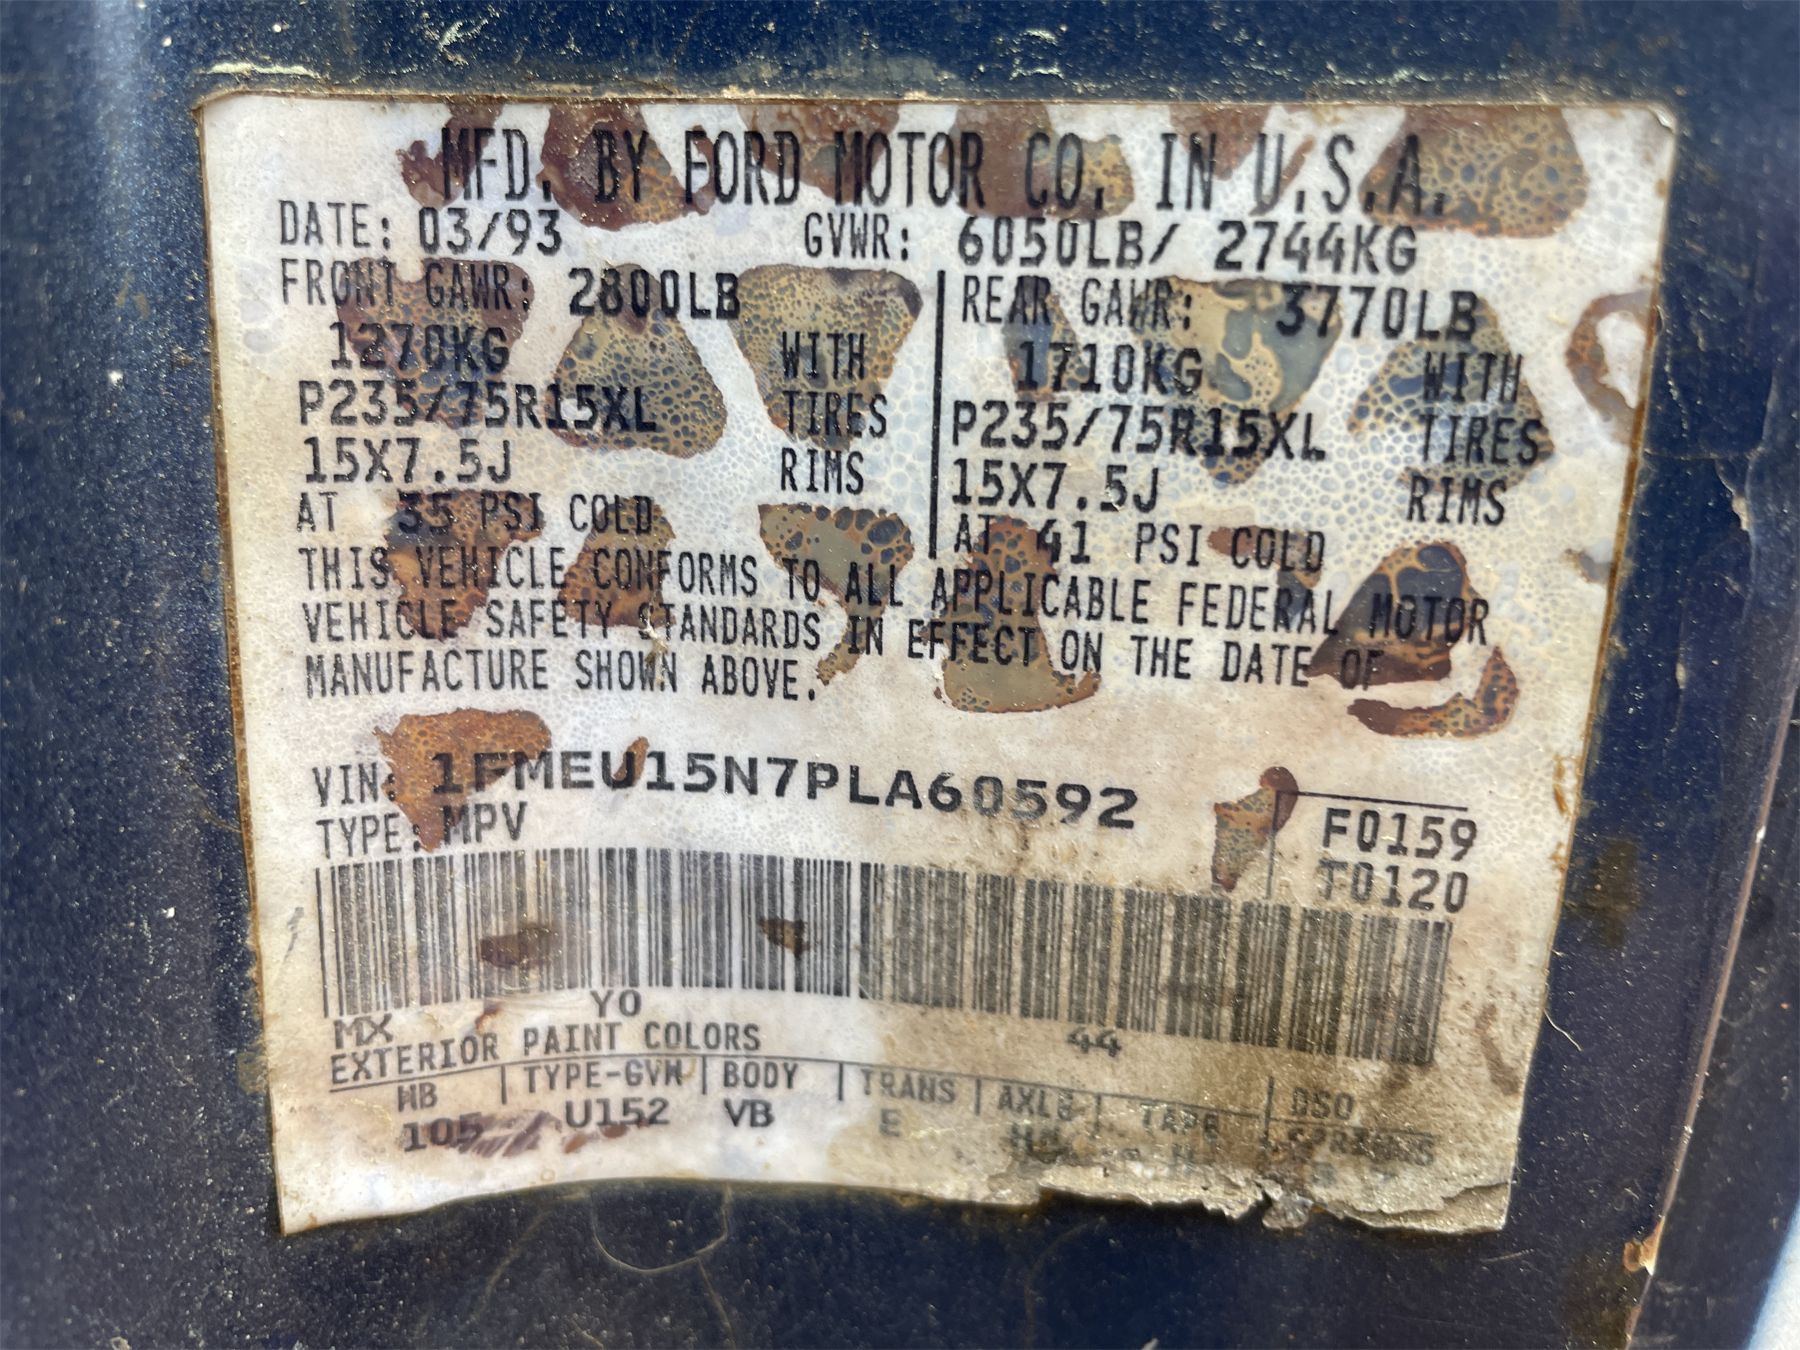 MFD. BY FORD MOTOR CO. IN U.S.A.
DATE: 03/93 GVWR: 6050LB/ 2744KG
FRONT GAWR: 2800LB REAR GAWR: 3770LB
1270KG WITH 1710KG WITH
P235/75R15XL TIRES P235/75R15XL TIRES
15X7.5J RIMS 15X7.5J RIMS
AT 35 PSI COLD AT 41 PSI COLD
THIS VEHICLE CONFORMS TO ALL APPLICABLE FEDERAL MOTOR
VEHICLE SAFETY STANDARDS IN EFFECT ON THE DATE OF
MANUFACTURE SHOWN ABOVE.
VIN: 1FMEU15N7PLA60592
TYPE: MPV
F0159
T0120
YO
MX 44
EXTERIOR PAINT COLORS
WB TYPE-GVW BODY TRANS AXLE TAPE DSO
105 U152 VB E